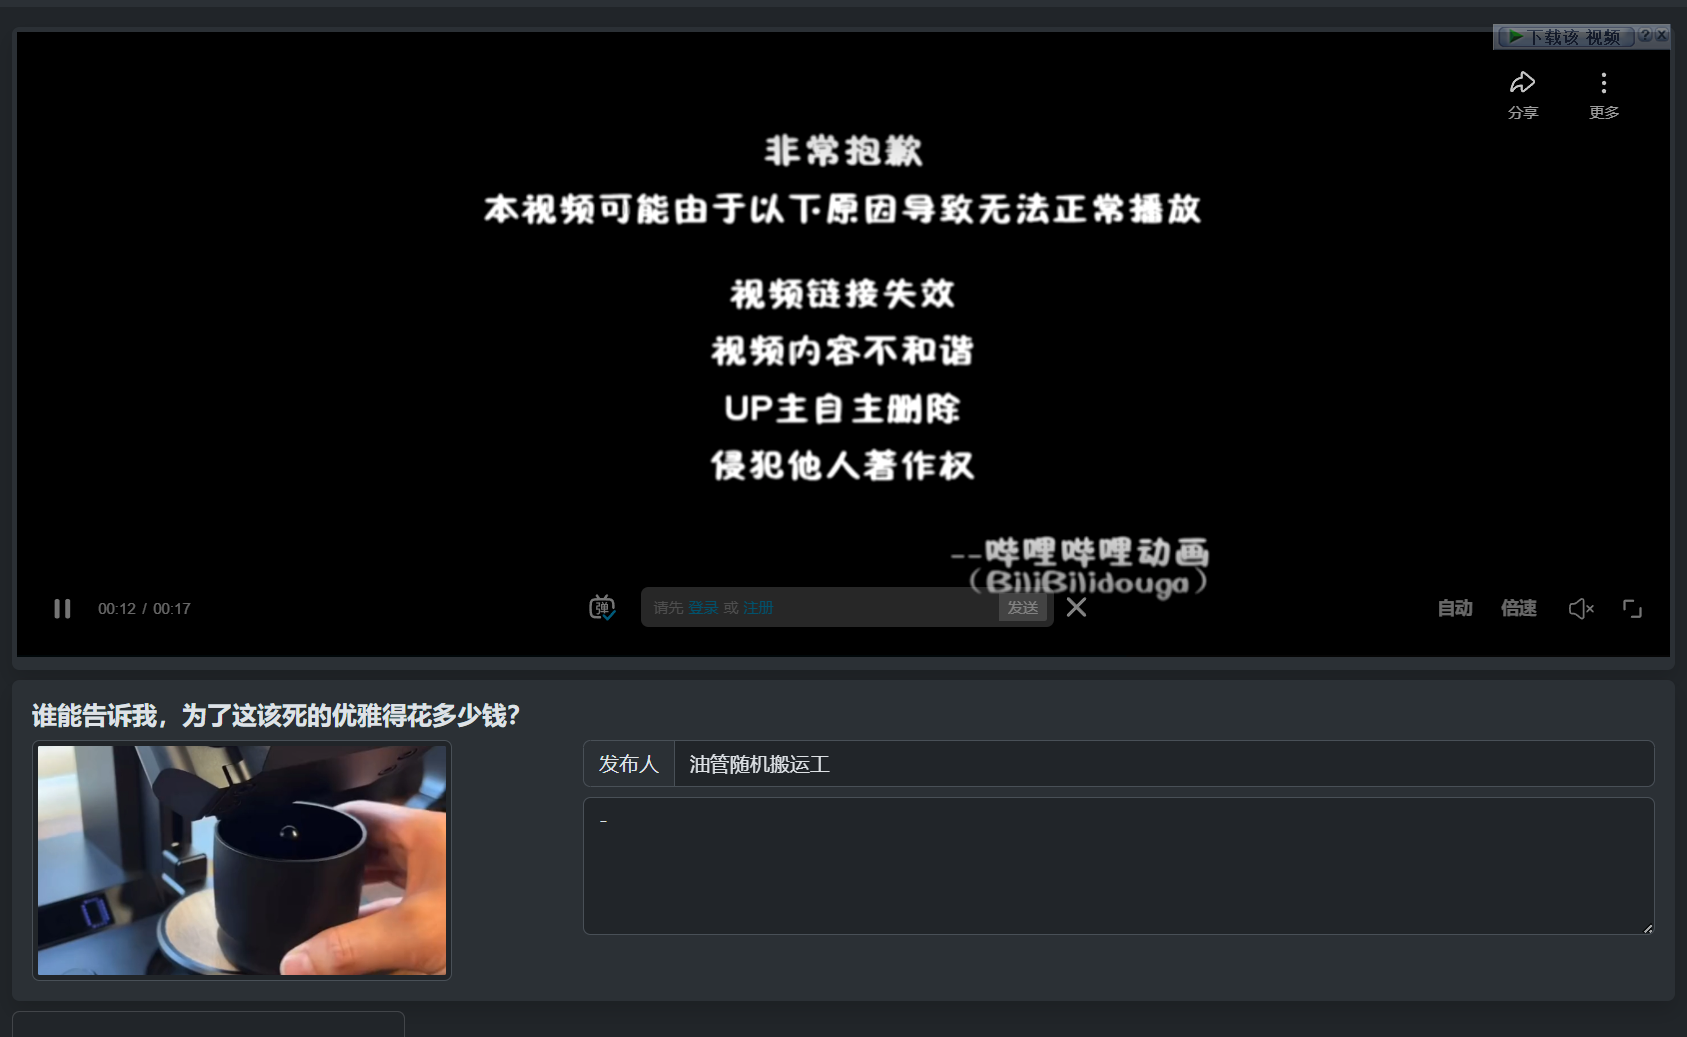 下载该 视频
分享
更多
非常抱歉
本视频可能由于以下原因导致无法正常播放
视频链接失效
视频内容不和谐
UP主自主删除
侵犯他人著作权
--哔哩哔哩动画
（BiliBilidouga）
00:12 / 00:17
弹
请先 登录 或 注册
发送
自动
倍速
谁能告诉我，为了这该死的优雅得花多少钱？
发布人
油管随机搬运工
-
0